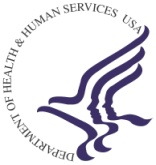 DEPARTMENT OF HEALTH & HUMAN SERVICES USA